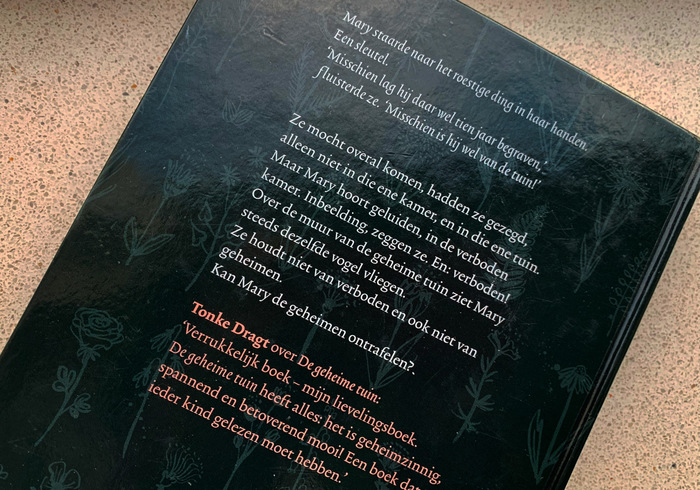 Mary staarde naar het roestige ding in haar handen.
Een sleutel.
‘Misschien lag hij daar wel tien jaar begraven,’
fluisterde ze. ‘Misschien is hij wel van de tuin!’
Ze mocht overal komen, hadden ze gezegd,
alleen niet in die ene kamer, en in die ene tuin.
Maar Mary hoort geluiden, in de verboden
kamer. Inbeelding, zeggen ze. En: verboden!
Over de muur van de geheime tuin ziet Mary
steeds dezelfde vogel vliegen.
Ze houdt niet van verboden en ook niet van
geheimen.
Kan Mary de geheimen ontrafelen?.
Tonke Dragt over De geheime tuin:
‘Verrukkelijk boek – mijn lievelingsboek.
De geheime tuin heeft alles: het is geheimzinnig,
spannend en betoverend mooi! Een boek dat
ieder kind gelezen moet hebben.’